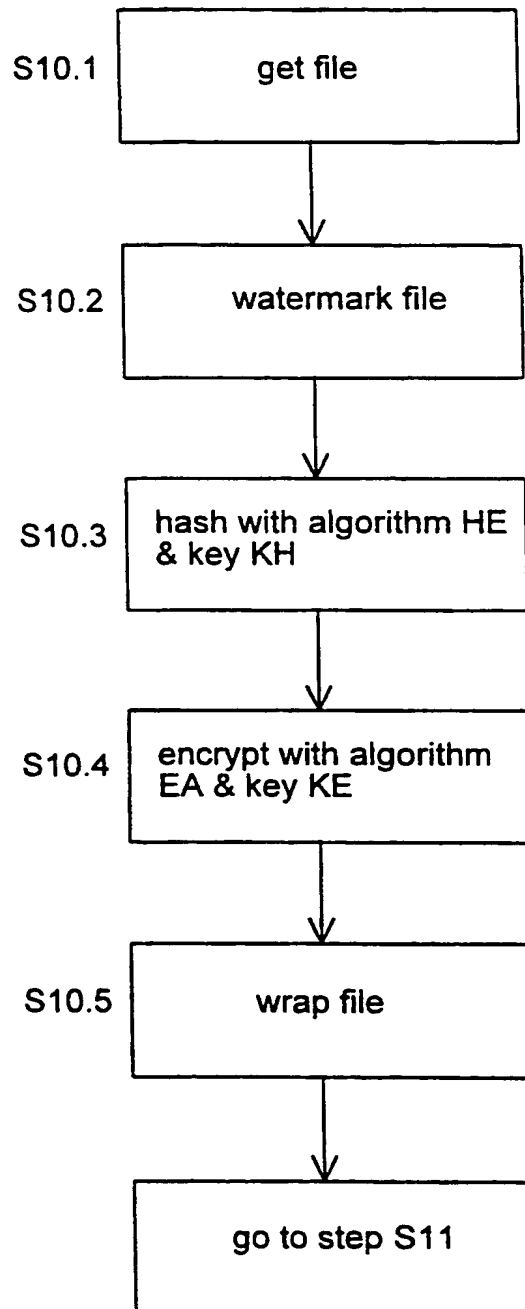 S10.1
get file
S10.2
watermark file
S10.3
hash with algorithm HE
& key KH
S10.4
encrypt with algorithm
EA & key KE
S10.5
wrap file
go to step S11